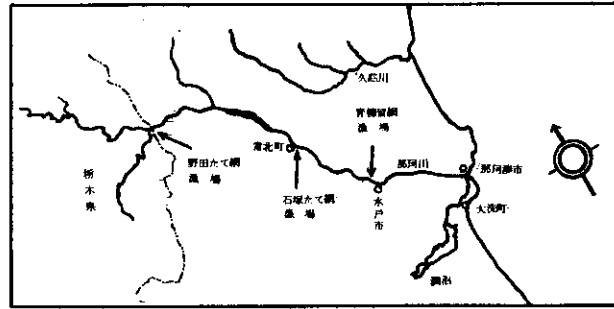 久慈川
青柳留網
漁場
常北町
那珂川
那珂湊市
野田たて網
漁場
栃木県
石塚たて網
漁場
水戸市
大洗町
涸沼